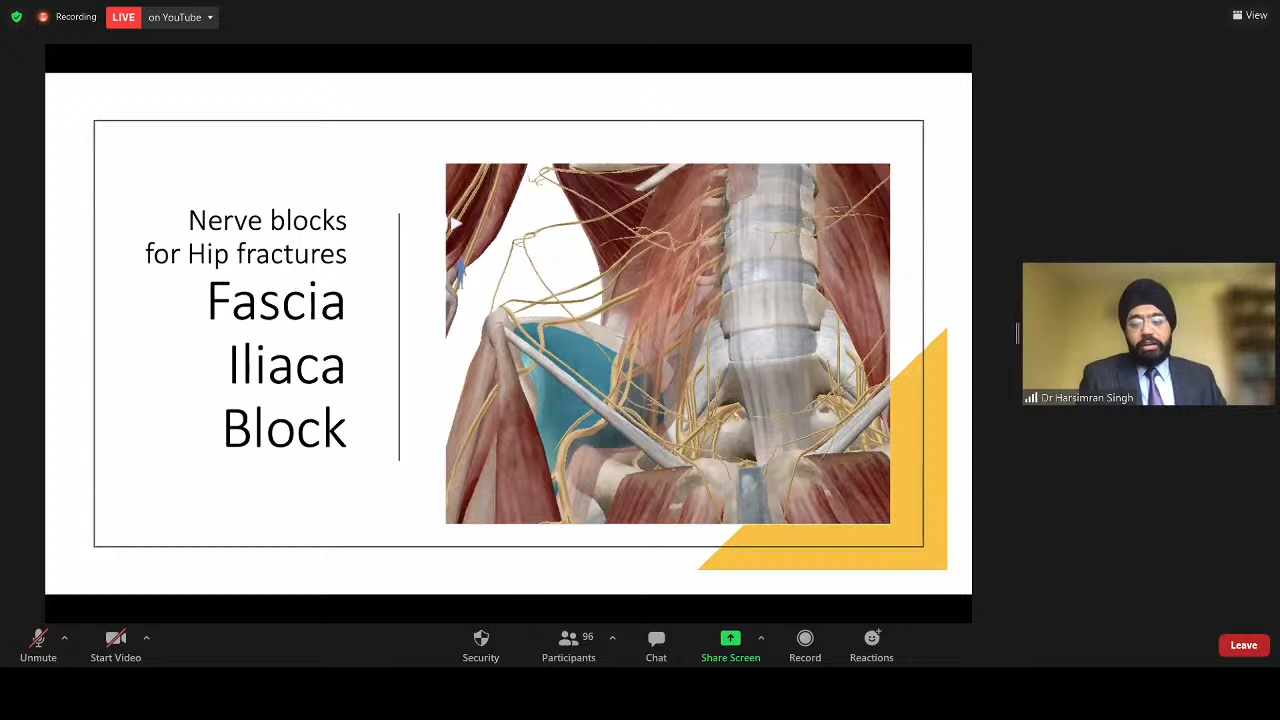 Recording
LIVE
on YouTube
View
Nerve blocks
for Hip fractures
Fascia
Iliaca
Block
Dr Harsimran Singh
Unmute
Start Video
Security
96
Participants
Chat
Share Screen
Record
Reactions
Leave